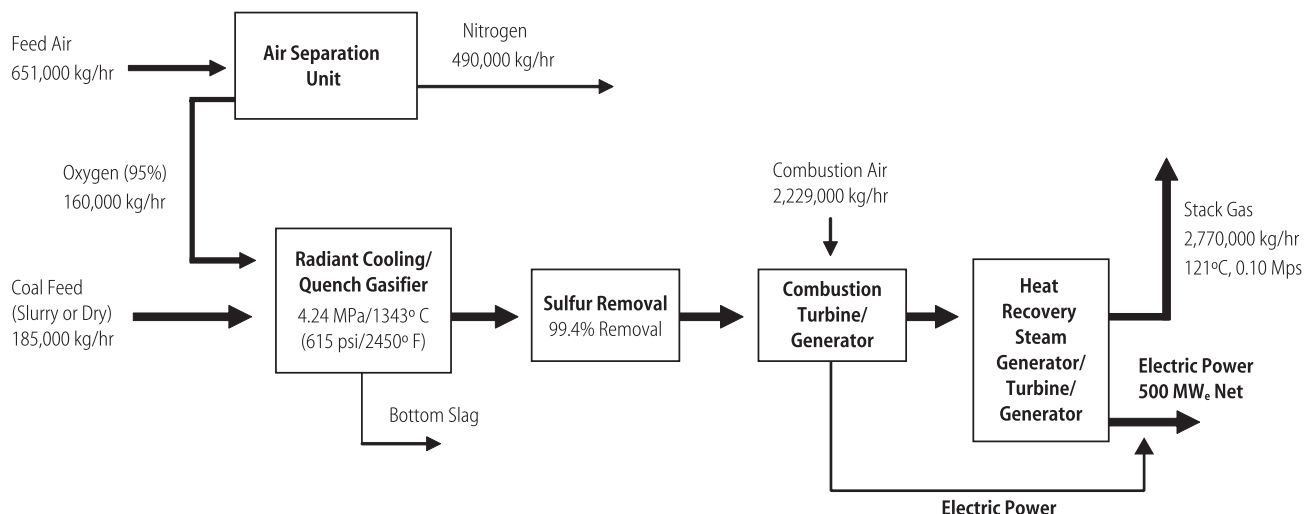 Feed Air
651,000 kg/hr
Air Separation
Unit
Nitrogen
490,000 kg/hr
Oxygen (95%)
160,000 kg/hr
Combustion Air
2,229,000 kg/hr
Stack Gas
2,770,000 kg/hr
121ºC, 0.10 Mps
Coal Feed
(Slurry or Dry)
185,000 kg/hr
Radiant Cooling/
Quench Gasifier
4.24 MPa/1343º C
(615 psi/2450º F)
Sulfur Removal
99.4% Removal
Combustion
Turbine/
Generator
Heat
Recovery
Steam
Generator/
Turbine/
Generator
Electric Power
500 MWe Net
Bottom Slag
Electric Power